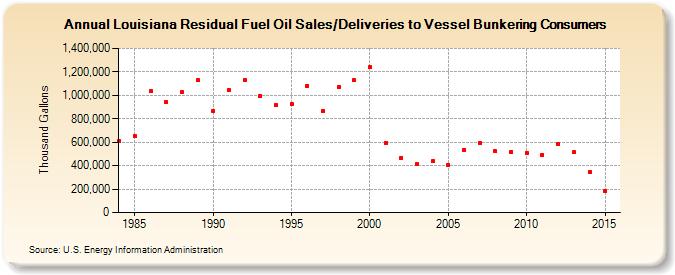 Annual Louisiana Residual Fuel Oil Sales/Deliveries to Vessel Bunkering Consumers
Thousand Gallons
1,400,000
1,200,000
1,000,000
800,000
600,000
400,000
200,000
0
1985 1990 1995 2000 2005 2010 2015
Source: U.S. Energy Information Administration